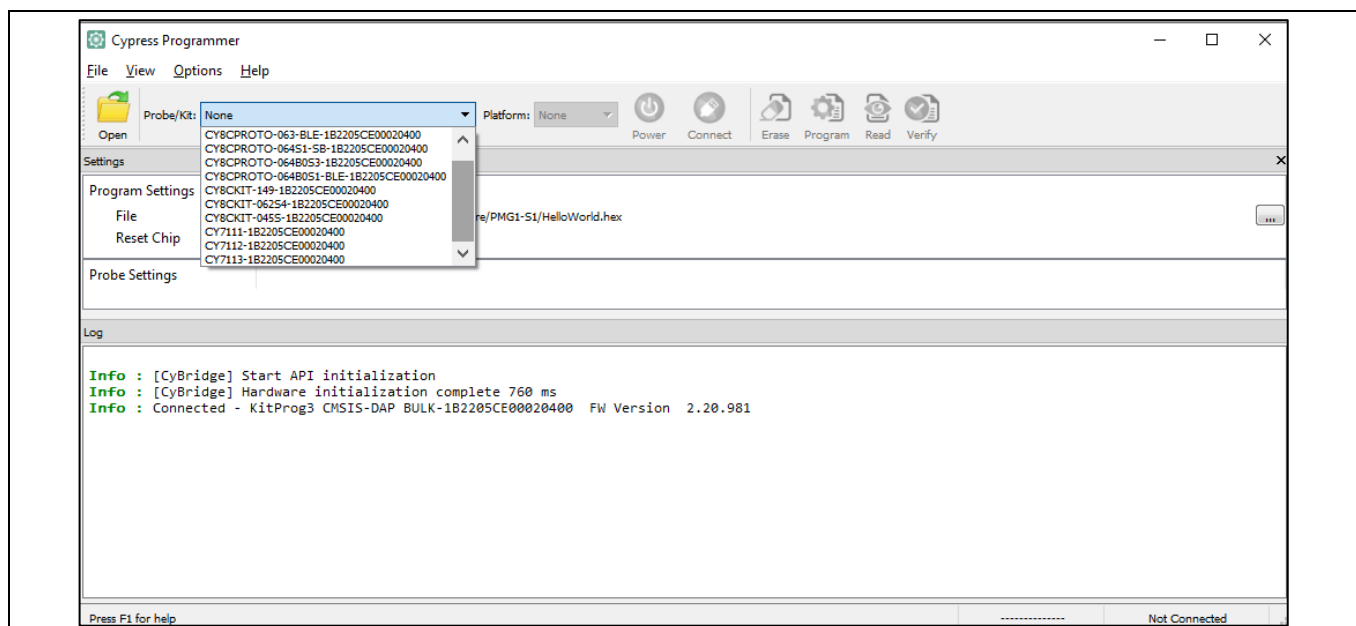 Cypress Programmer
File View Options Help
Open Probe/Kit: None Platform: None Power Connect Erase Program Read Verify
CY8CPROTO-063-BLE-1B2205CE00020400
CY8CPROTO-064S1-SB-1B2205CE00020400
CY8CPROTO-064B0S3-1B2205CE00020400
CY8CPROTO-064B0S1-BLE-1B2205CE00020400
CY8CKIT-149-1B2205CE00020400
CY8CKIT-062S4-1B2205CE00020400
CY8CKIT-045S-1B2205CE00020400
CY7111-1B2205CE00020400
CY7112-1B2205CE00020400
CY7113-1B2205CE00020400
Settings
Program Settings
File re/PMG1-S1/HelloWorld.hex ...
Reset Chip
Probe Settings
Log
Info : [CyBridge] Start API initialization
Info : [CyBridge] Hardware initialization complete 760 ms
Info : Connected - KitProg3 CMSIS-DAP BULK-1B2205CE00020400 FW Version 2.20.981
Press F1 for help -------------- Not Connected